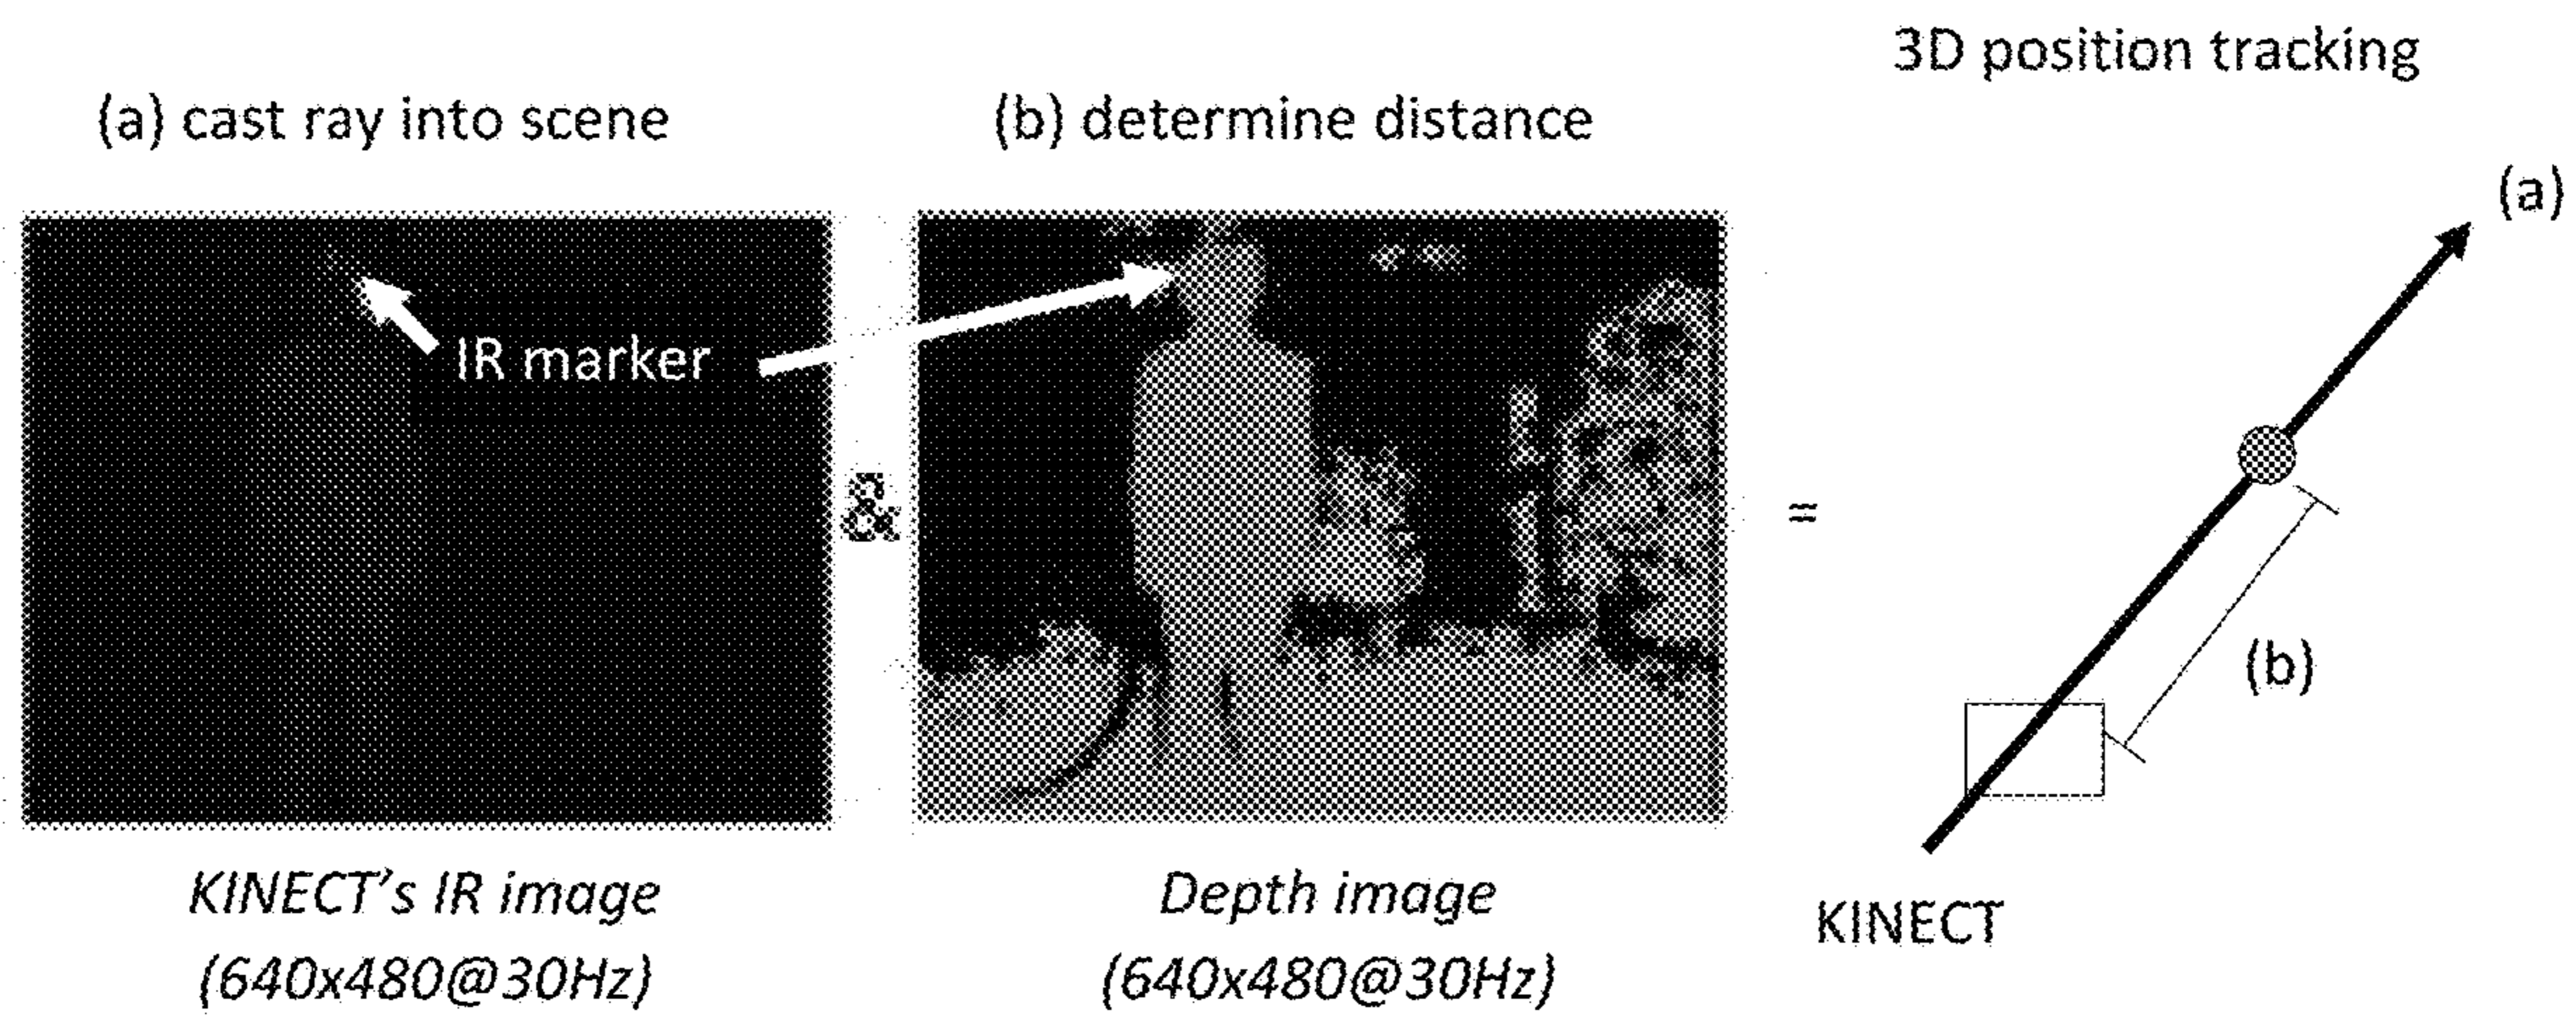 3D position tracking
(a) cast ray into scene
(b) determine distance
(a)
IR marker
&
=
(b)
KINECT's IR image
(640x480@30Hz)
Depth image
(640x480@30Hz)
KINECT